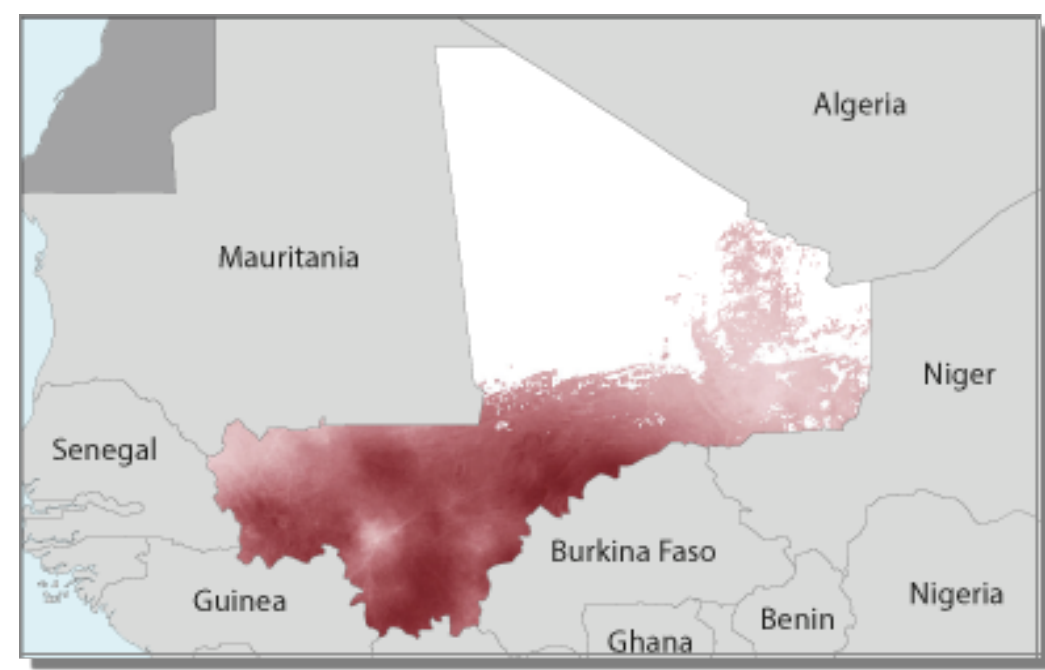 Algeria
Mauritania
Niger
Senegal
Burkina Faso
Guinea
Nigeria
Benin
Ghana